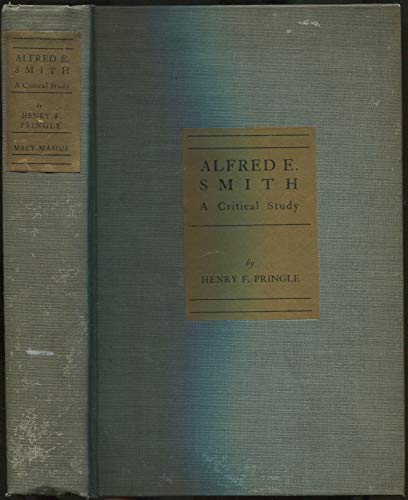 ALFRED E.
SMITH
A Critical Study
by
HENRY F.
PRINGLE
MACY-MASIUS
ALFRED E.
SMITH
A Critical Study
by
HENRY F. PRINGLE